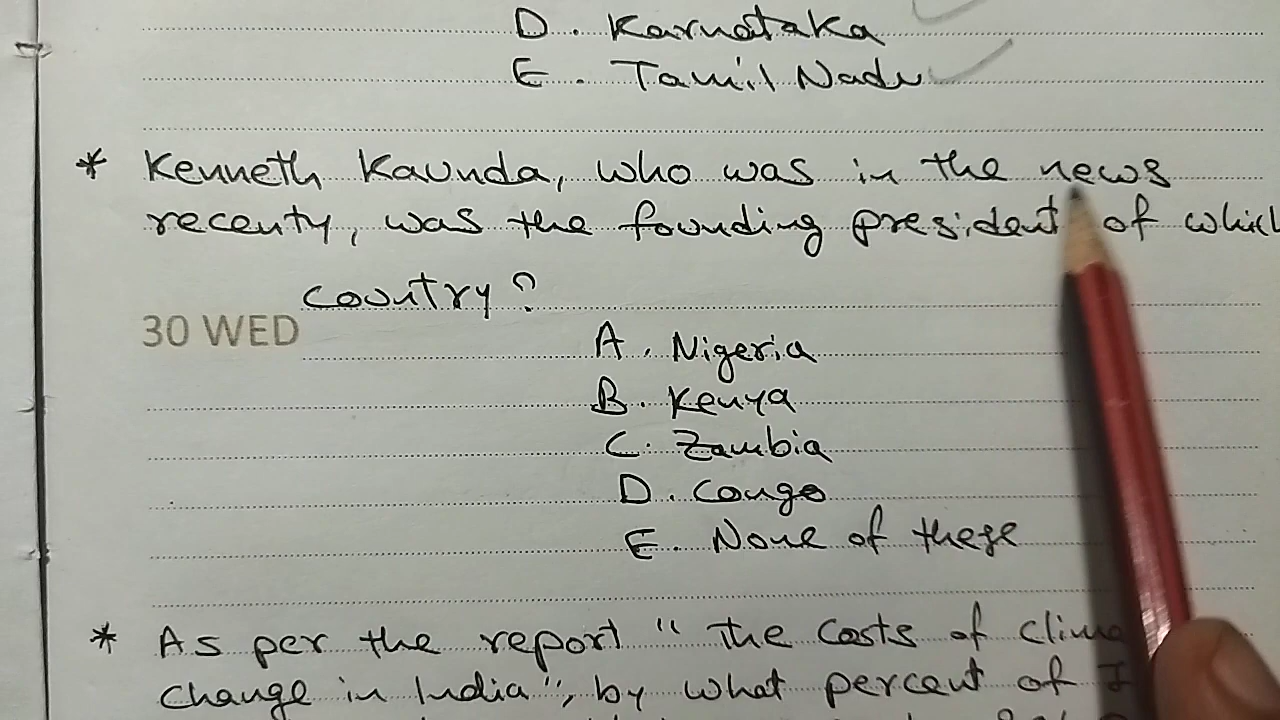 D. Karnataka
E. Tamil Nadu
* Kenneth Kaunda, who was in the news
recenty, was the founding president of which
country?
30 WED
A. Nigeria
B. Kenya
C. Zambia
D. Congo
E. None of these
* As per the report " The Costs of
change in India", by what percent of